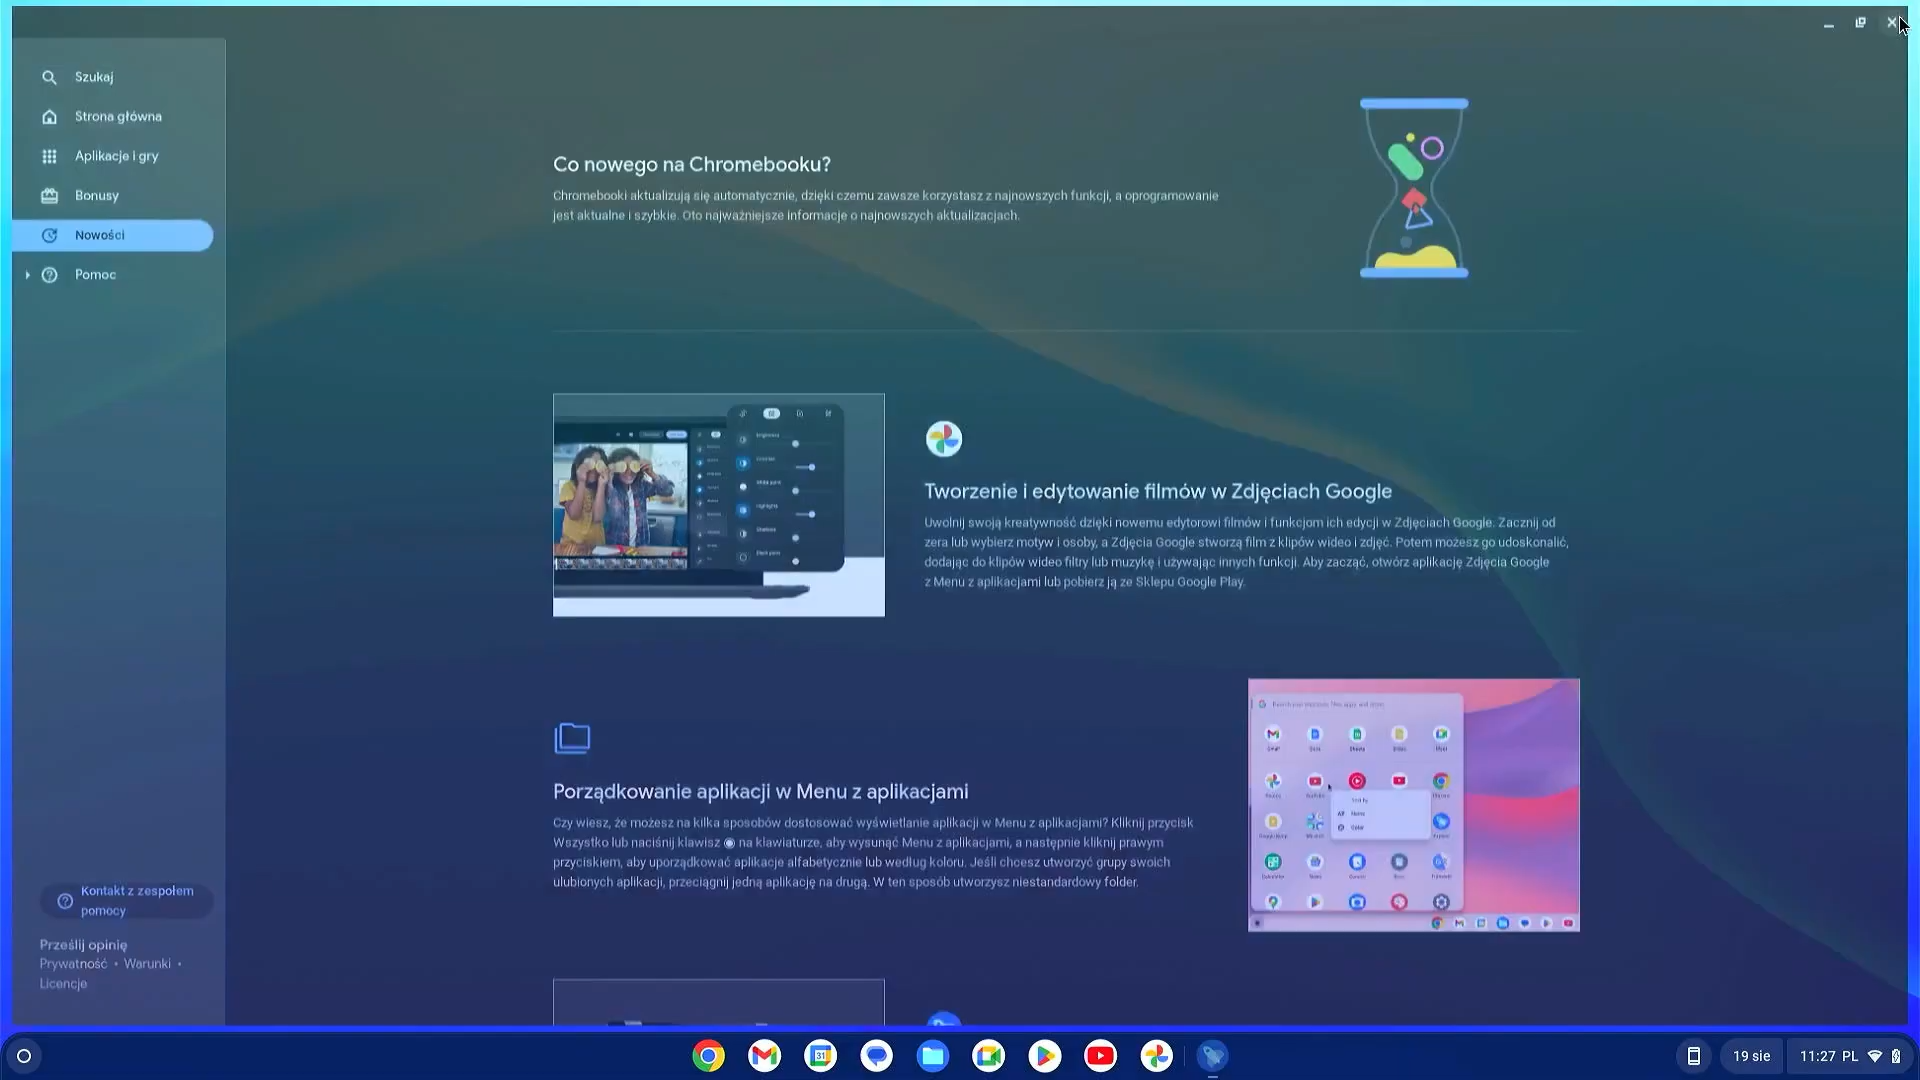 Szukaj
Strona główna
Aplikacje i gry
Bonusy
Nowości
Pomoc
Co nowego na Chromebooku?
Chromebooki aktualizują się automatycznie, dzięki czemu zawsze korzystasz z najnowszych funkcji, a oprogramowanie
jest aktualne i szybkie. Oto najważniejsze informacje o najnowszych aktualizacjach.
Tworzenie i edytowanie filmów w Zdjęciach Google
Uwolnij swoją kreatywność dzięki nowemu edytorowi filmów i funkcjom ich edycji w Zdjęciach Google. Zacznij od
zera lub wybierz motyw i osoby, a Zdjęcia Google stworzą film z klipów wideo i zdjęć. Potem możesz go udoskonalić,
dodając do klipów wideo filtry lub muzykę i używając innych funkcji. Aby zacząć, otwórz aplikację Zdjęcia Google
z Menu z aplikacjami lub pobierz ją ze Sklepu Google Play.
Porządkowanie aplikacji w Menu z aplikacjami
Czy wiesz, że możesz na kilka sposobów dostosować wyświetlanie aplikacji w Menu z aplikacjami? Kliknij przycisk
Wszystko lub naciśnij klawisz na klawiaturze, aby wysunąć Menu z aplikacjami, a następnie kliknij prawym
przyciskiem, aby uporządkować aplikacje alfabetycznie lub według koloru. Jeśli chcesz utworzyć grupy swoich
ulubionych aplikacji, przeciągnij jedną aplikację na drugą. W ten sposób utworzysz niestandardowy folder.
Kontakt z zespołem
pomocy
Prześlij opinię
Prywatność • Warunki •
Licencje
31
19 sie
11:27 PL